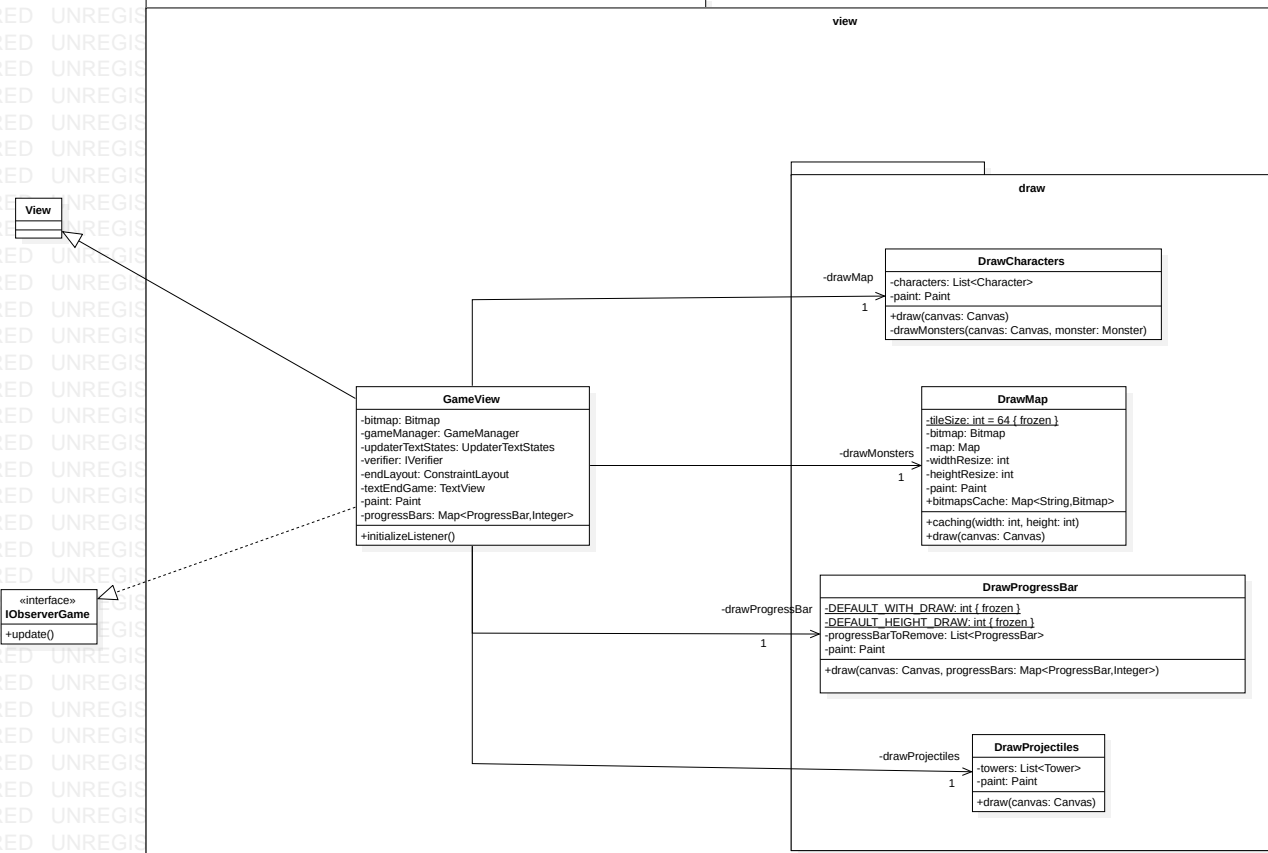 view
draw
View
DrawCharacters
-characters: List<Character>
-paint: Paint
+draw(canvas: Canvas)
-drawMonsters(canvas: Canvas, monster: Monster)
-drawMap
1
GameView
-bitmap: Bitmap
-gameManager: GameManager
-updaterTextStates: UpdaterTextStates
-verifier: IVerifier
-endLayout: ConstraintLayout
-textEndGame: TextView
-paint: Paint
-progressBars: Map<ProgressBar,Integer>
+initializeListener()
DrawMap
-tileSize: int = 64 { frozen }
-bitmap: Bitmap
-map: Map
-widthResize: int
-heightResize: int
-paint: Paint
+bitmapsCache: Map<String,Bitmap>
+caching(width: int, height: int)
+draw(canvas: Canvas)
-drawMonsters
1
«interface»
IObserverGame
+update()
DrawProgressBar
-DEFAULT_WITH_DRAW: int { frozen }
-DEFAULT_HEIGHT_DRAW: int { frozen }
-progressBarToRemove: List<ProgressBar>
-paint: Paint
+draw(canvas: Canvas, progressBars: Map<ProgressBar,Integer>)
-drawProgressBar
1
DrawProjectiles
-towers: List<Tower>
-paint: Paint
+draw(canvas: Canvas)
-drawProjectiles
1